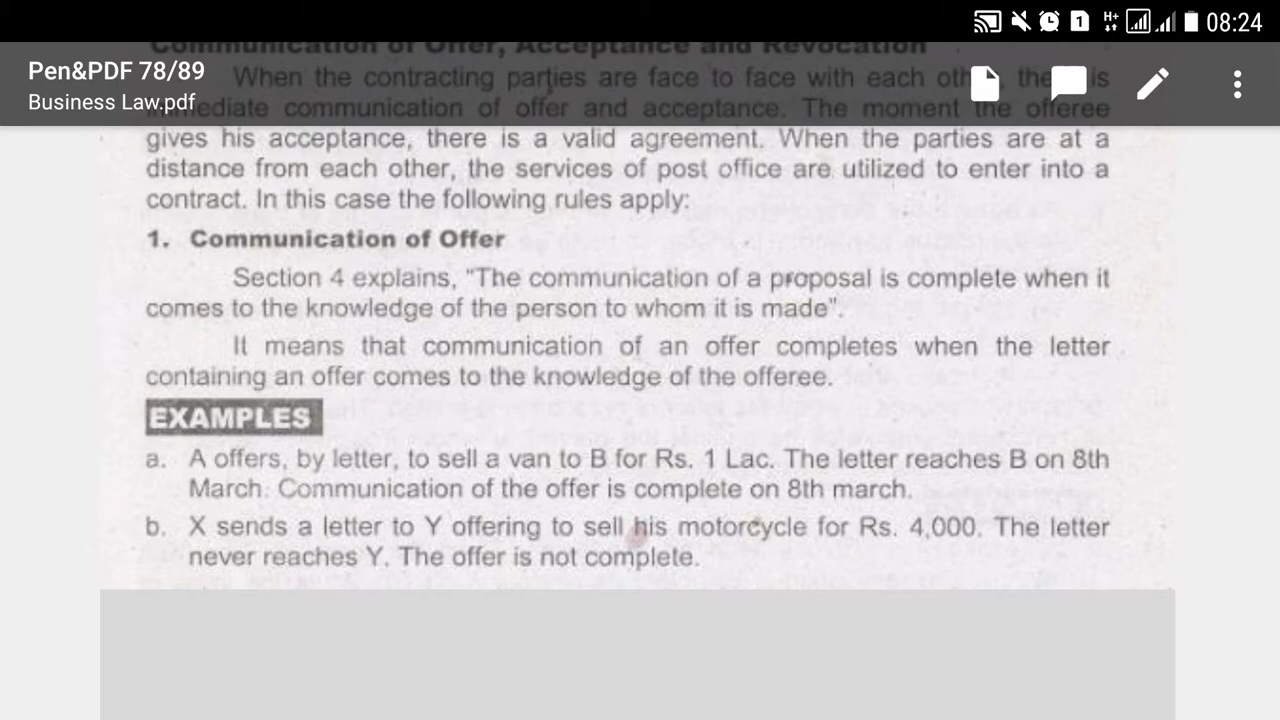 08:24
Communication of Offer, Acceptance and Revocation
Pen&PDF 78/89
Business Law.pdf
When the contracting parties are face to face with each is
immediate communication of offer and acceptance. The moment the offeree
gives his acceptance, there is a valid agreement. When the parties are at a
distance from each other, the services of post office are utilized to enter into a
contract. In this case the following rules apply:
1. Communication of Offer
Section 4 explains, "The communication of a proposal is complete when it
comes to the knowledge of the person to whom it is made".
It means that communication of an offer completes when the letter
containing an offer comes to the knowledge of the offeree.
EXAMPLES
a. A offers, by letter, to sell a van to B for Rs. 1 Lac. The letter reaches B on 8th
March. Communication of the offer is complete on 8th march.
b. X sends a letter to Y offering to sell his motorcycle for Rs. 4,000. The letter
never reaches Y. The offer is not complete.